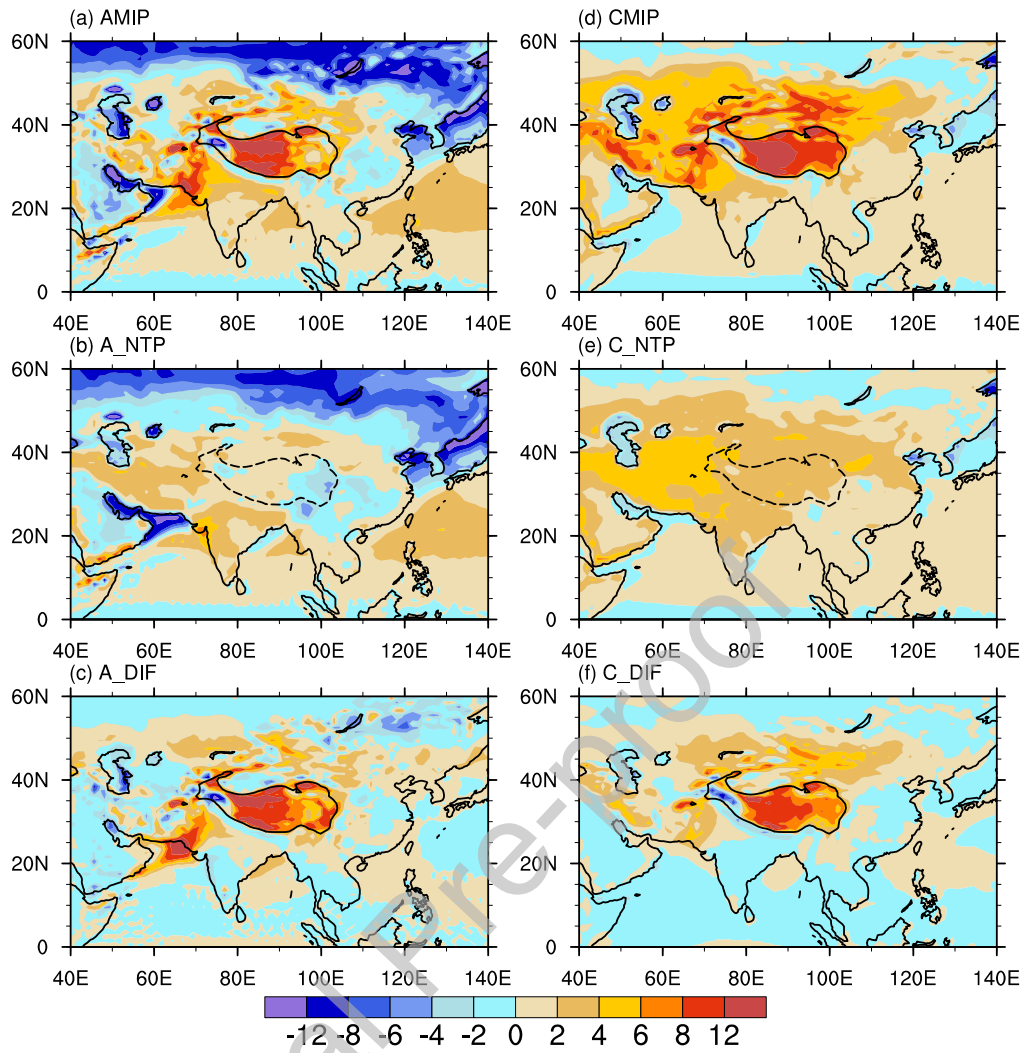 (a) AMIP
(d) CMIP
60N
60N
40N
40N
20N
20N
0
0
40E 60E 80E 100E 120E 140E
40E 60E 80E 100E 120E 140E
(b) A_NTP
(e) C_NTP
60N
60N
40N
40N
20N
20N
0
0
40E 60E 80E 100E 120E 140E
40E 60E 80E 100E 120E 140E
(c) A_DIF
(f) C_DIF
60N
60N
40N
40N
20N
20N
0
0
40E 60E 80E 100E 120E 140E
40E 60E 80E 100E 120E 140E
-12 -8 -6 -4 -2 0 2 4 6 8 12
al Pre-proof